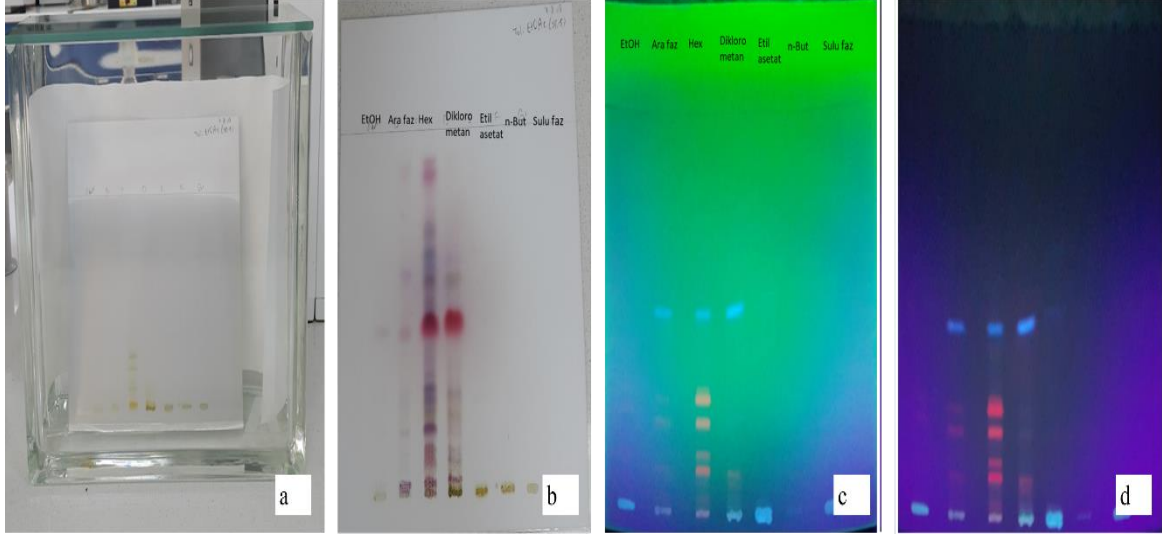 a
EtOH Ara faz Hex Dikloro metan Etil asetat n-But Sulu faz
b
EtOH Ara faz Hex Dikloro metan Etil asetat n-But Sulu faz
c
d